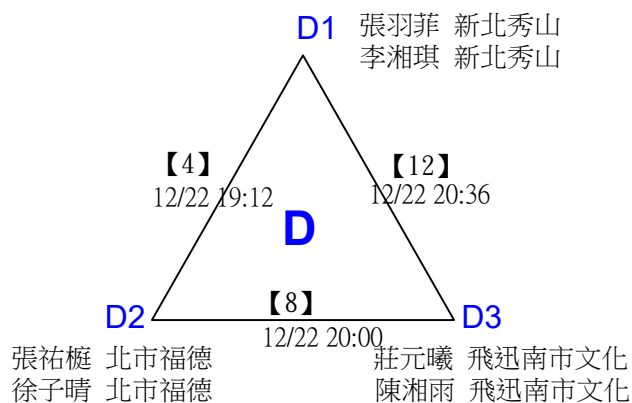 D1
張羽菲 新北秀山
李湘琪 新北秀山
【4】
12/22 19:12
【12】
12/22 20:36
D
【8】
12/22 20:00
D2
D3
張祐榳 北市福德
徐子晴 北市福德
莊元曦 飛迅南市文化
陳湘雨 飛迅南市文化